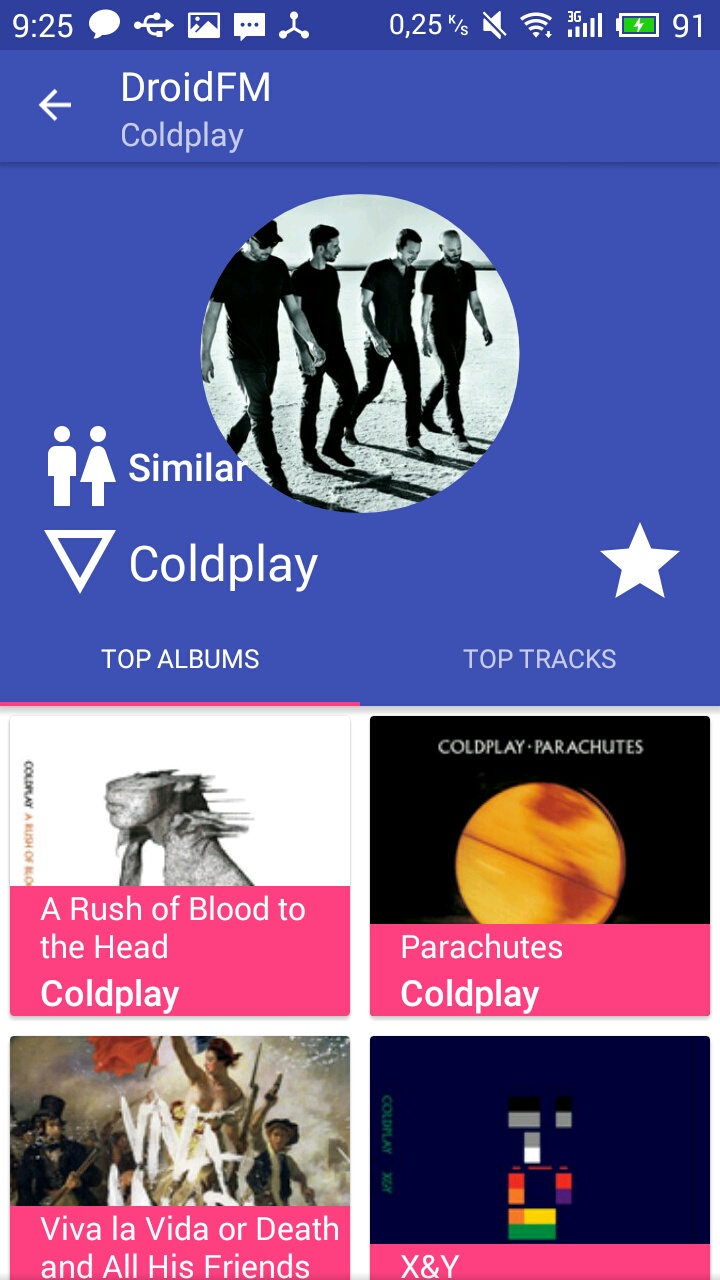 9:25
0,25 K/s
3G
91
DroidFM
Coldplay
Similar
Coldplay
TOP ALBUMS
TOP TRACKS
COLDPLAY A RUSH OF BLO
A Rush of Blood to
the Head
Coldplay
COLDPLAY·PARACHUTES
Parachutes
Coldplay
VIVA
Viva la Vida or Death
and All His Friends
COLDPLAY X&Y
X&Y